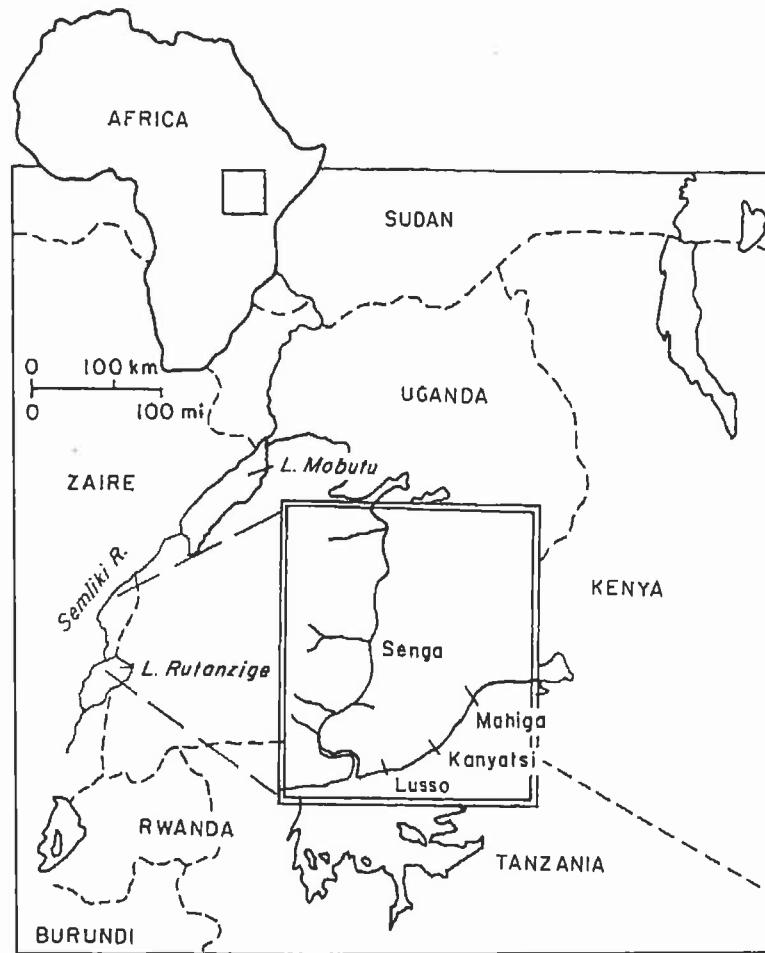 AFRICA
SUDAN
0 100 km
0 100 mi
UGANDA
L. Mobutu
ZAIRE
Semliki R.
KENYA
Senga
L. Rutanzige
Mahiga
Kanyatsi
Lusso
RWANDA
TANZANIA
BURUNDI